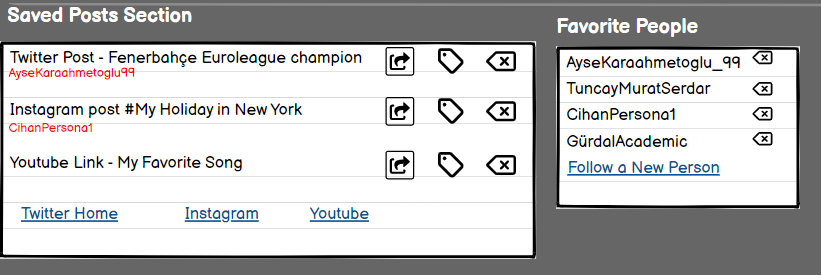 Saved Posts Section
Twitter Post - Fenerbahçe Euroleague champion
AyseKaraahmetoglu99
Instagram post #My Holiday in New York
CihanPersona1
Youtube Link - My Favorite Song
Twitter Home Instagram Youtube
Favorite People
AyseKaraahmetoglu_99
TuncayMuratSerdar
CihanPersona1
GürdalAcademic
Follow a New Person